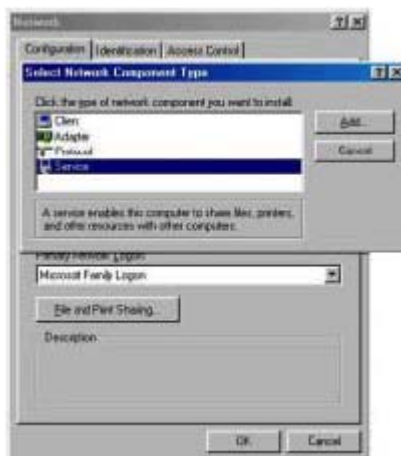 Network
Configuration Identification Access Control
Select Network Component Type
Click the type of network component you want to install:
Client
Adapter
Protocol
Service
Add...
Cancel
A service enables this computer to share files, printers,
and other resources with other computers.
Primary Network Logon:
Microsoft Family Logon
File and Print Sharing...
Description
OK
Cancel